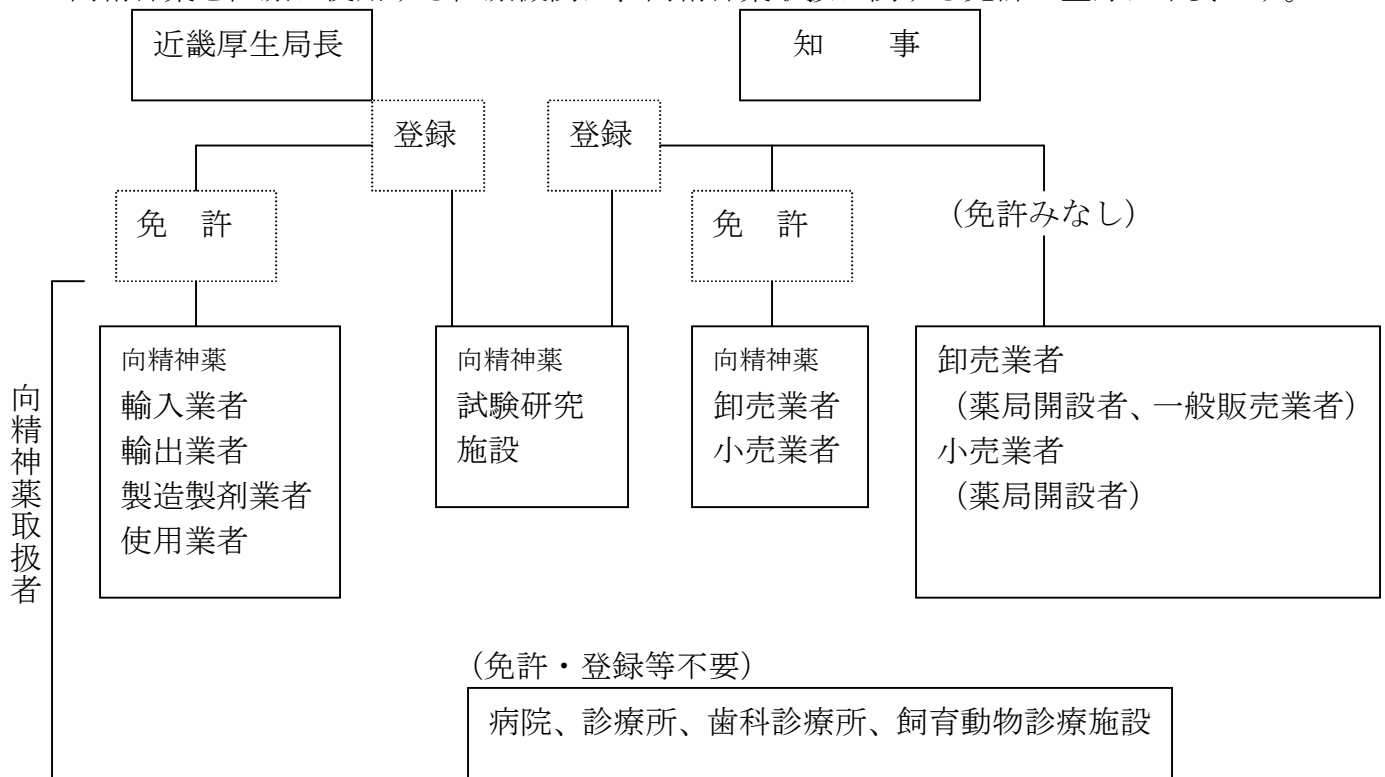 近畿厚生局長
知　　事
登録
登録
免　許
免　許
（免許みなし）
向精神薬取扱者
向精神薬
輸入業者
輸出業者
製造製剤業者
使用業者
向精神薬
試験研究
施設
向精神薬
卸売業者
小売業者
卸売業者
（薬局開設者、一般販売業者）
小売業者
（薬局開設者）
（免許・登録等不要）
病院、診療所、歯科診療所、飼育動物診療施設